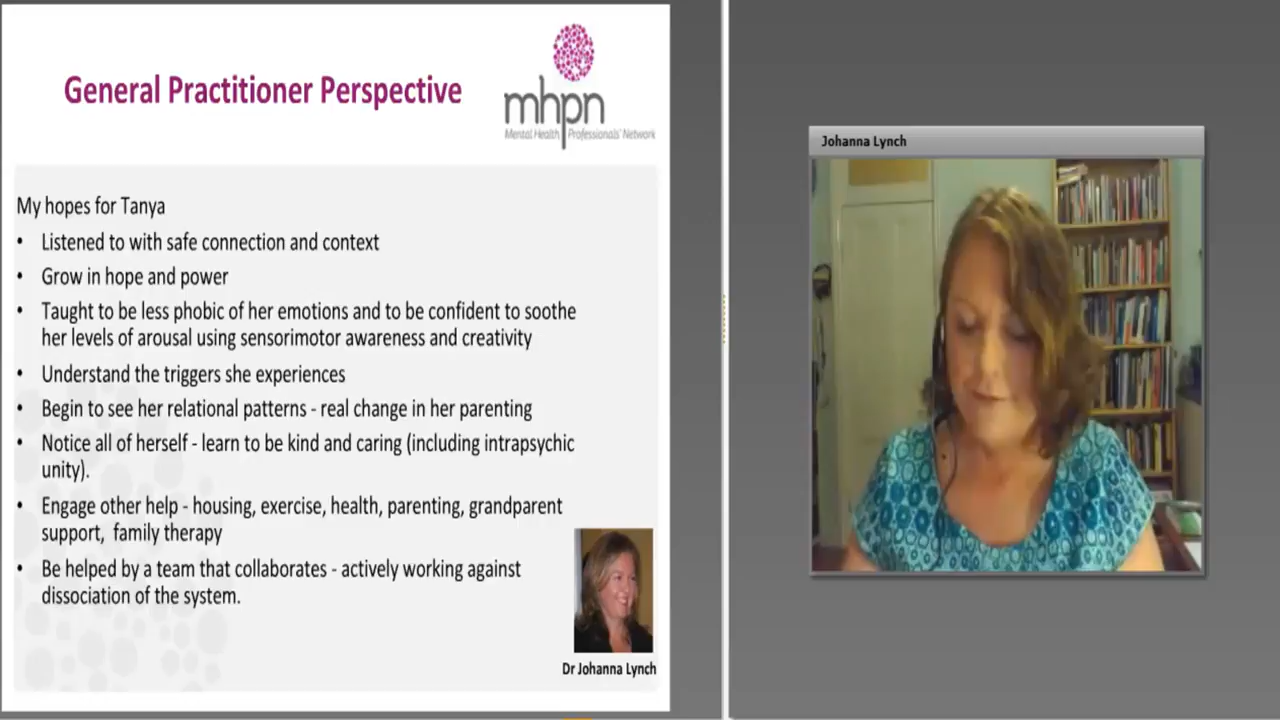 General Practitioner Perspective
mhpn
Mental Health Professionals' Network
My hopes for Tanya
• Listened to with safe connection and context
• Grow in hope and power
• Taught to be less phobic of her emotions and to be confident to soothe
her levels of arousal using sensorimotor awareness and creativity
• Understand the triggers she experiences
• Begin to see her relational patterns - real change in her parenting
• Notice all of herself - learn to be kind and caring (including intrapsychic
unity).
• Engage other help - housing, exercise, health, parenting, grandparent
support, family therapy
• Be helped by a team that collaborates - actively working against
dissociation of the system.
Dr Johanna Lynch
Johanna Lynch